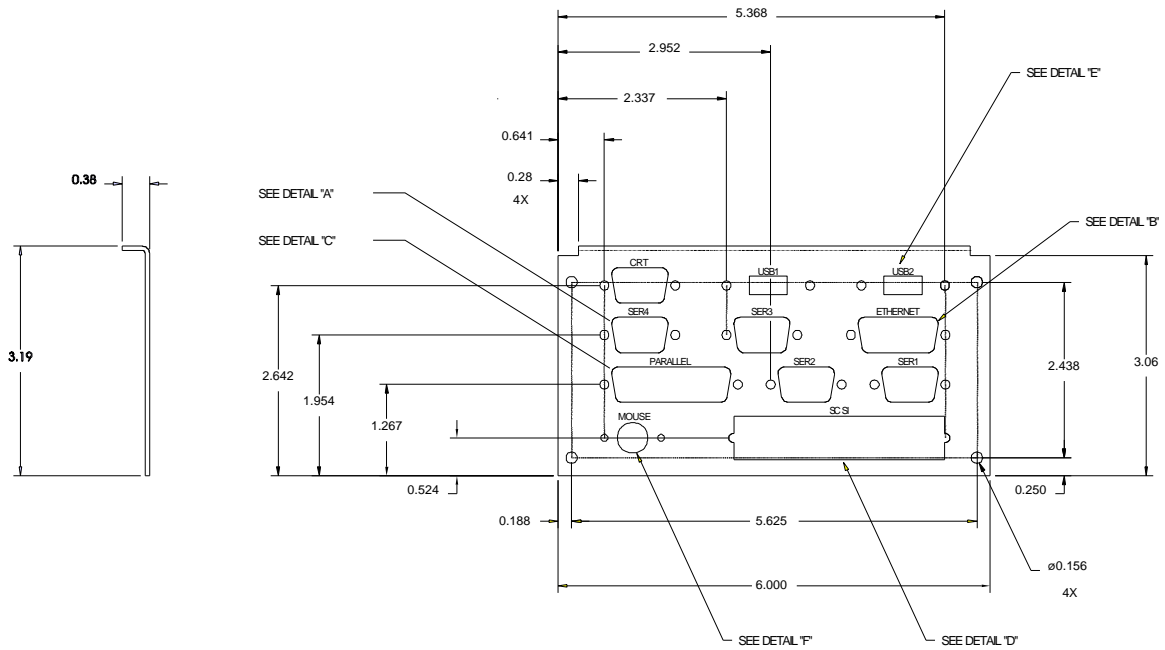 5.368
2.952
SEE DETAIL "E"
2.337
0.641
0.38
0.28
4X
SEE DETAIL "A"
SEE DETAIL "B"
SEE DETAIL "C"
CRT
USB1
USB2
SER4
SER3
ETHERNET
3.19
2.642
1.954
1.267
PARALLEL
SER2
SER1
2.438
3.06
MOUSE
SCSI
0.524
0.250
0.188
5.625
ø0.156
4X
6.000
SEE DETAIL "F"
SEE DETAIL "D"